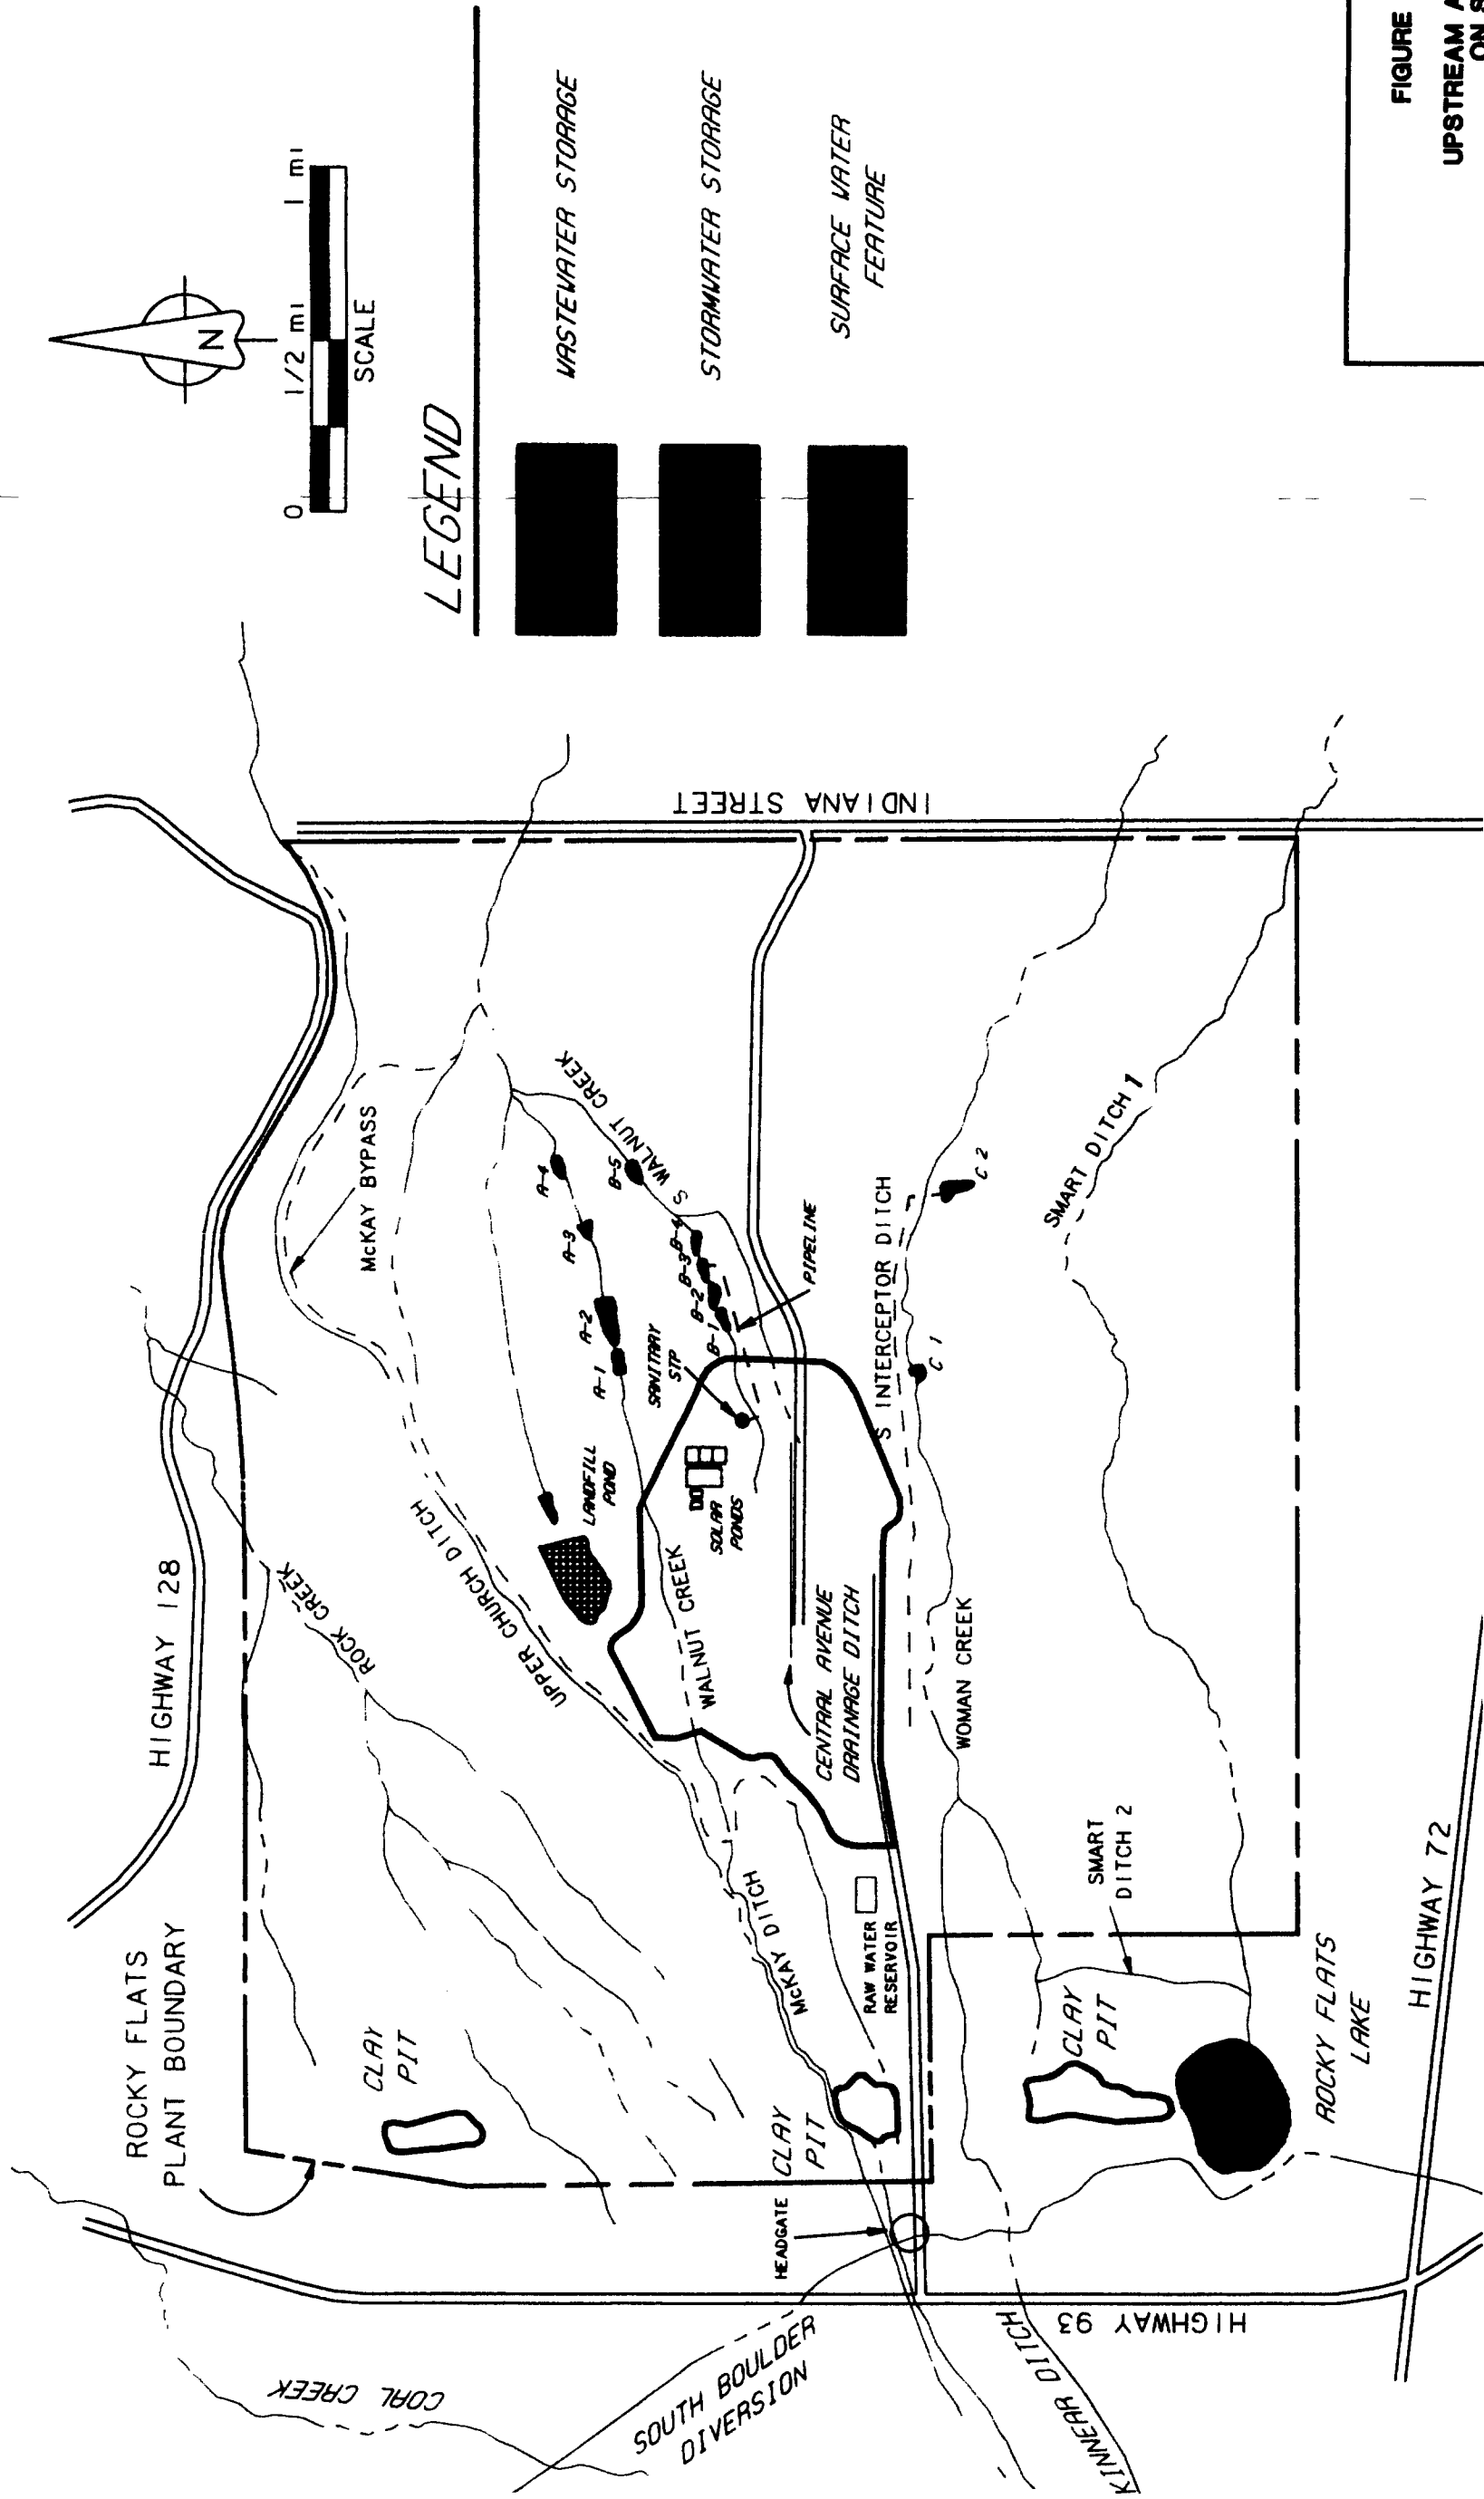 ROCKY FLATS
PLANT BOUNDARY
HIGHWAY 128
COAL CREEK
ROCK CREEK
CLAY
PIT
McKAY BYPASS
UPPER CHURCH DITCH
LANDFILL
POND
A-1
A-2
A-3
A-4
B-5
S WALNUT CREEK
WALNUT CREEK
SANITARY
STP
B-1
B-2
B-3
B-4
SOLAR
PONDS
PIPELINE
INDIANA STREET
SOUTH BOULDER
DIVERSION
HEADGATE
CLAY
PIT
McKAY DITCH
RAW WATER
RESERVOIR
CENTRAL AVENUE
DRAINAGE DITCH
S INTERCEPTOR DITCH
C 1
C 2
WOMAN CREEK
KINNEAR DITCH
HIGHWAY 93
CLAY
PIT
SMART
DITCH 2
SMART DITCH 1
ROCKY FLATS
LAKE
HIGHWAY 72
N
0
1/2 mi
1 mi
SCALE
LEGEND
WASTEWATER STORAGE
STORMWATER STORAGE
SURFACE WATER
FEATURE
FIGURE
UPSTREAM
ON